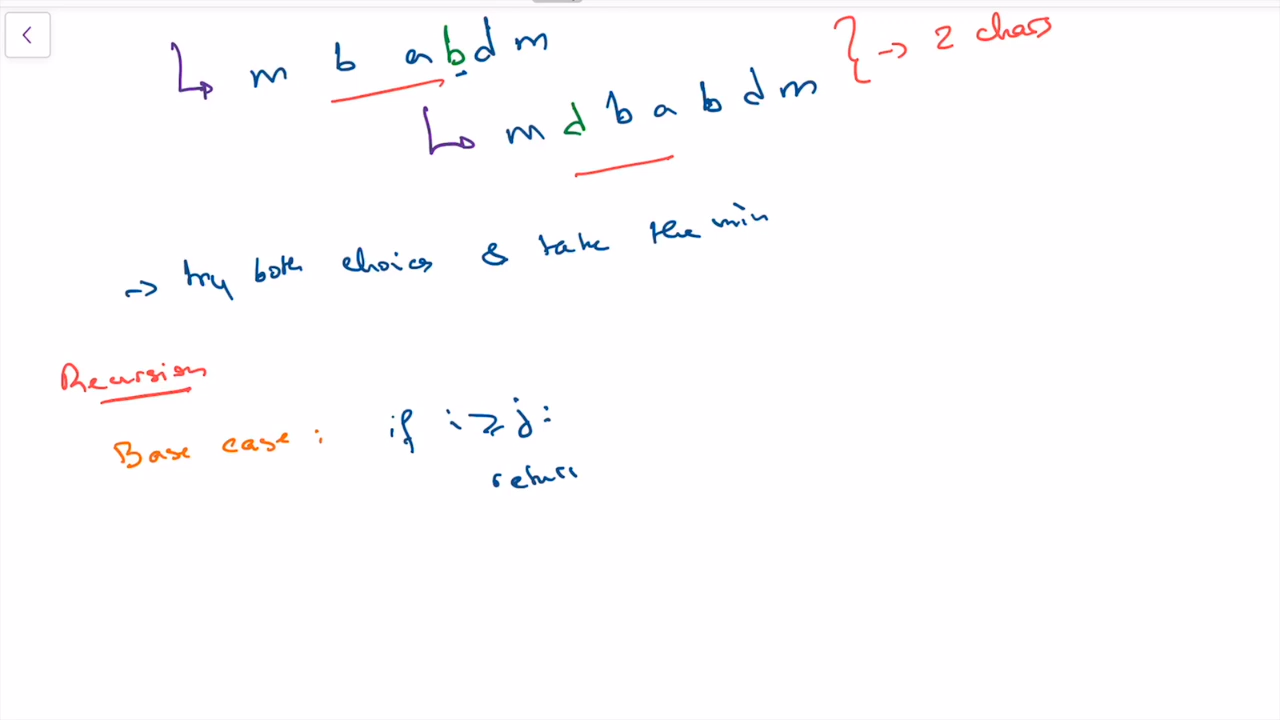 m b a b d m
m d b a b d m } → 2 chars
→ try both choices & take the min
Recursion
Base case : if i ≥ j :
return